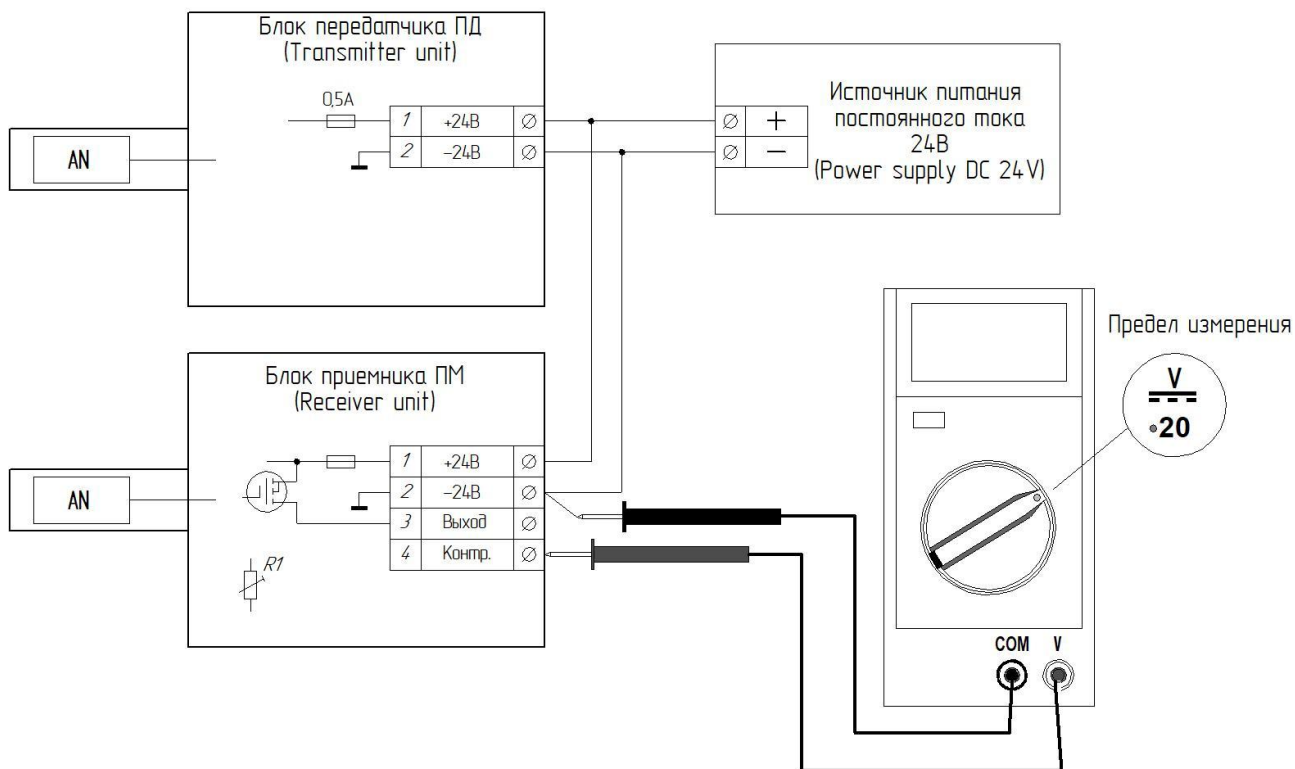 Блок передатчика ПД
(Transmitter unit)
0,5А
1 +24В
2 –24В
AN
+
–
Источник питания
постоянного тока
24В
(Power supply DC 24V)
Блок приемника ПМ
(Receiver unit)
1 +24В
2 –24В
3 Выход
4 Контр.
AN
R1
Предел измерения
V
20
COM V